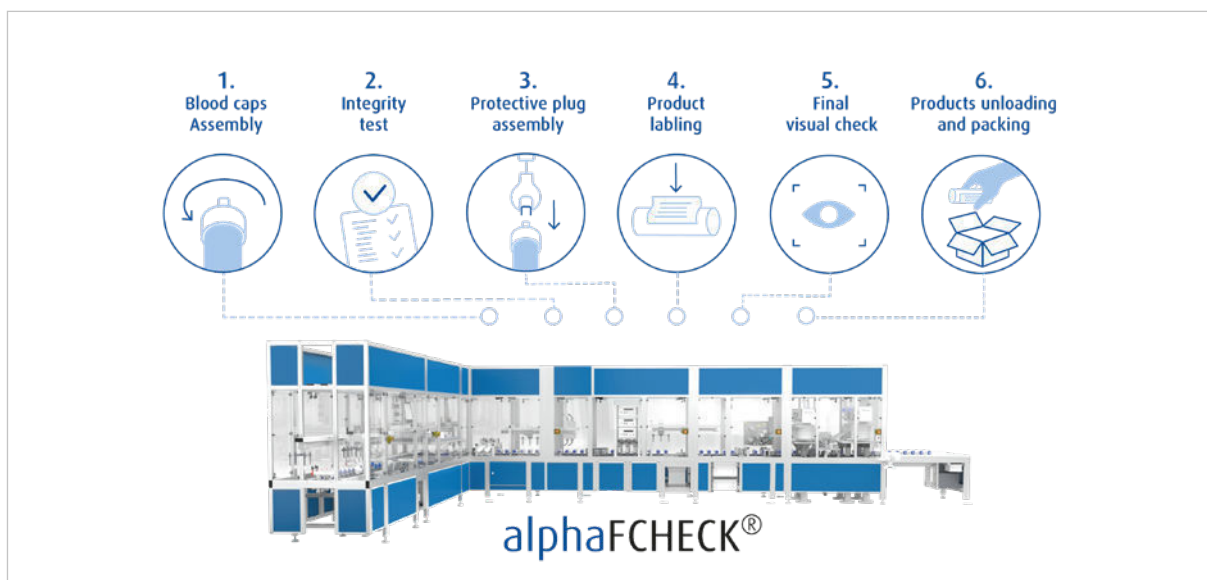 1.
Blood caps
Assembly
2.
Integrity
test
3.
Protective plug
assembly
4.
Product
labling
5.
Final
visual check
6.
Products unloading
and packing
alphaFCHECK®